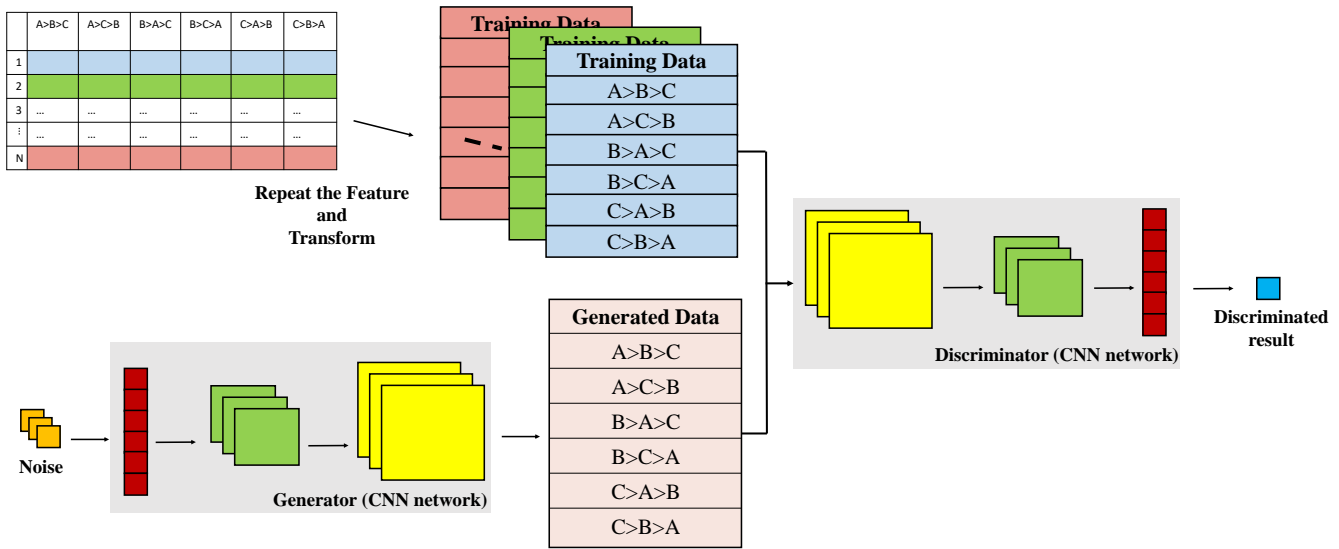 A>B>C A>C>B B>A>C B>C>A C>A>B C>B>A
1
2
3 ... ... ... ... ... ...
⋮ ... ... ... ... ... ...
N
Repeat the Feature
and
Transform
Training Data
Training Data
Training Data
A>B>C
A>C>B
B>A>C
B>C>A
C>A>B
C>B>A
Discriminator (CNN network)
Discriminated
result
Noise
Generator (CNN network)
Generated Data
A>B>C
A>C>B
B>A>C
B>C>A
C>A>B
C>B>A